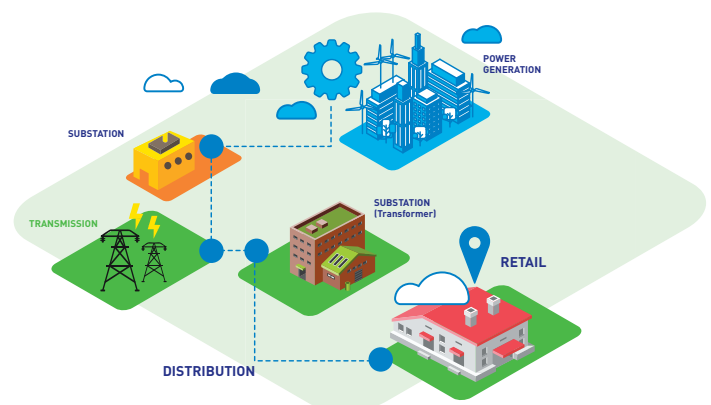 POWER
GENERATION
SUBSTATION
SUBSTATION
(Transformer)
TRANSMISSION
RETAIL
DISTRIBUTION